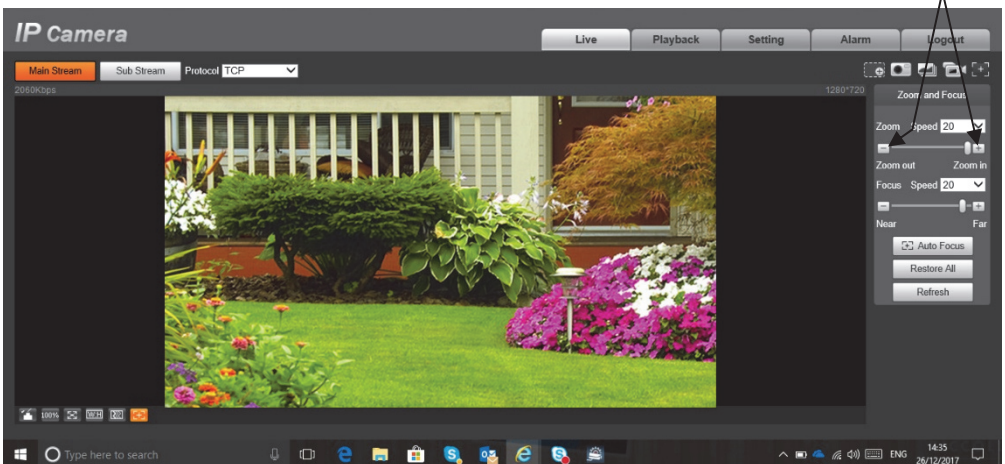 IP Camera
Live Playback Setting Alarm Logout
Main Stream Sub Stream Protocol TCP
2060Kbps 1280*720
Zoom and Focus
Zoom Speed 20
Zoom out Zoom in
Focus Speed 20
Near Far
Auto Focus
Restore All
Refresh
100% W:H
Type here to search
ENG 14:35
26/12/2017